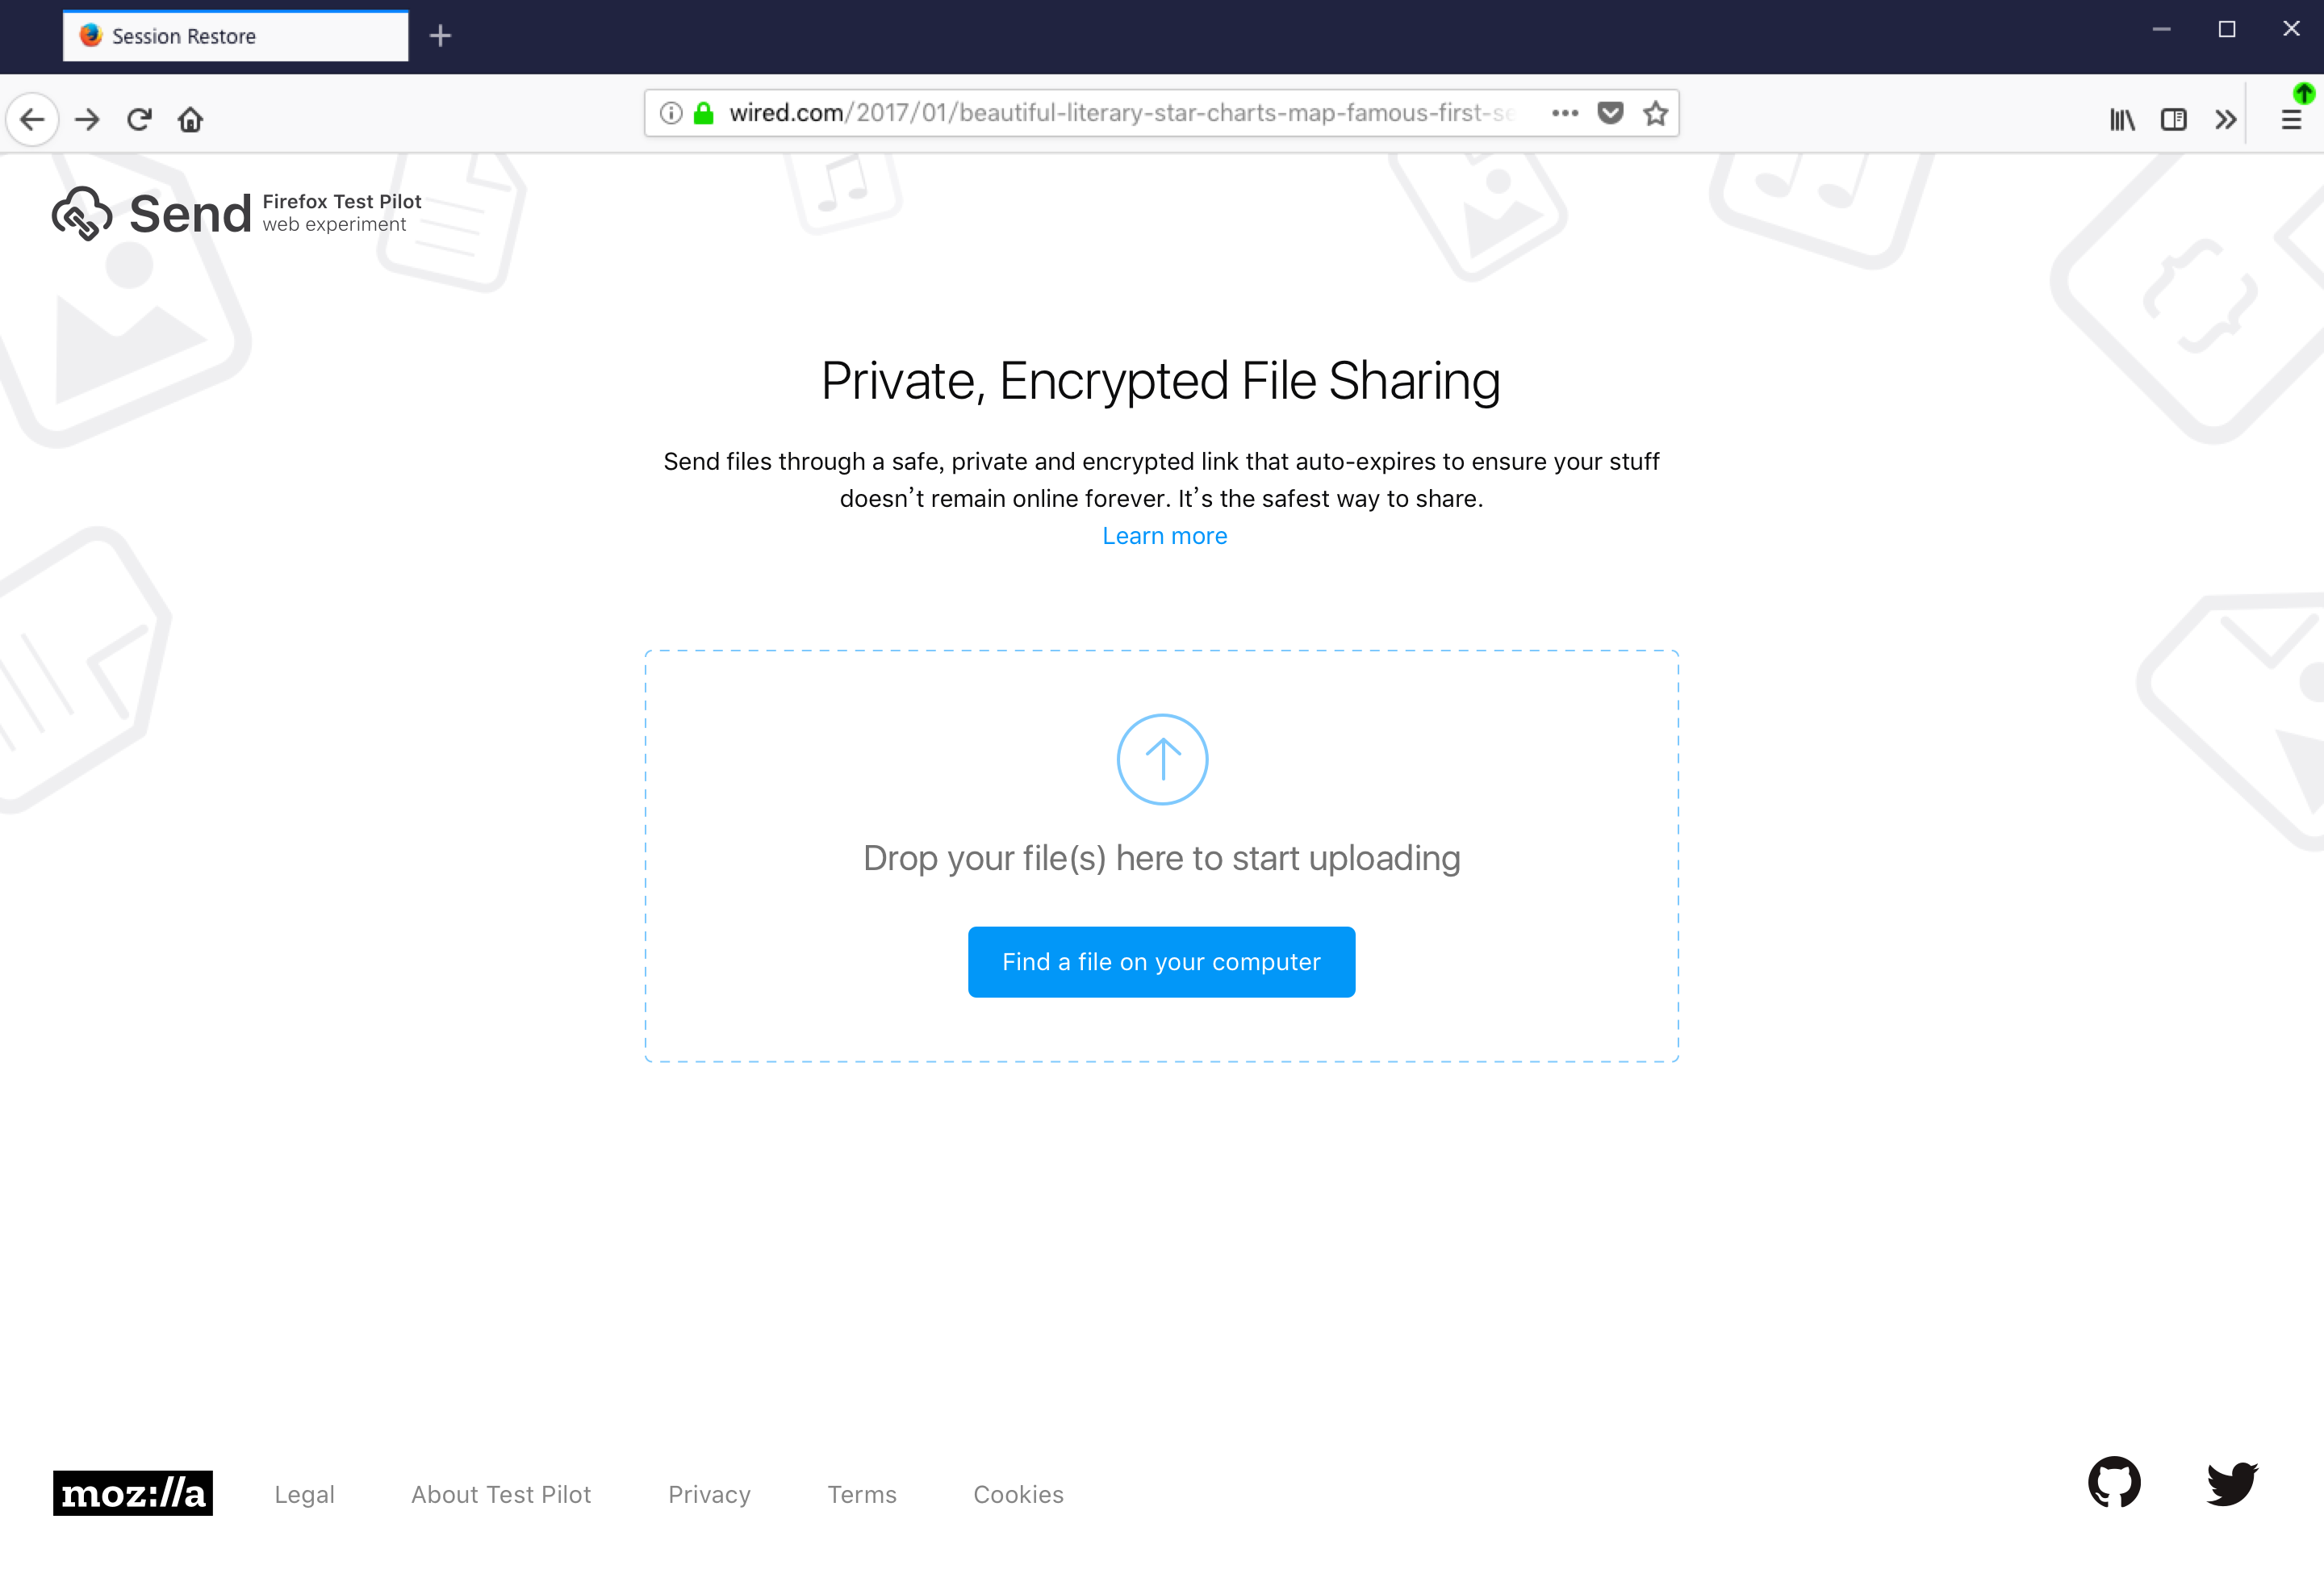 Session Restore
wired.com/2017/01/beautiful-literary-star-charts-map-famous-first-se
Send
Firefox Test Pilot
web experiment
Private, Encrypted File Sharing
Send files through a safe, private and encrypted link that auto-expires to ensure your stuff
doesn’t remain online forever. It’s the safest way to share.
Learn more
Drop your file(s) here to start uploading
Find a file on your computer
moz://a
Legal
About Test Pilot
Privacy
Terms
Cookies